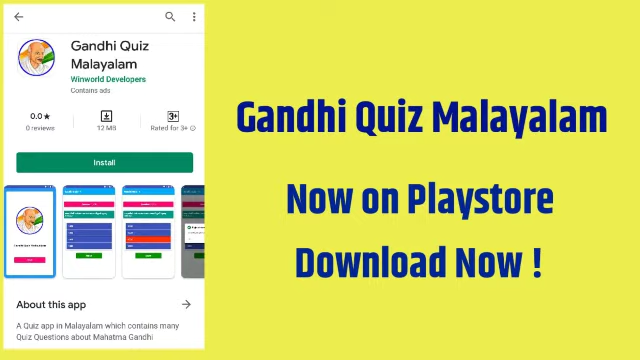 Gandhi Quiz
Malayalam
Winworld Developers
Contains ads
0.0★
0 reviews
12 MB
3+
Rated for 3+
Install
About this app
A Quiz app in Malayalam which contains many
Quiz Questions about Mahatma Gandhi
Gandhi Quiz Malayalam
Now on Playstore
Download Now !